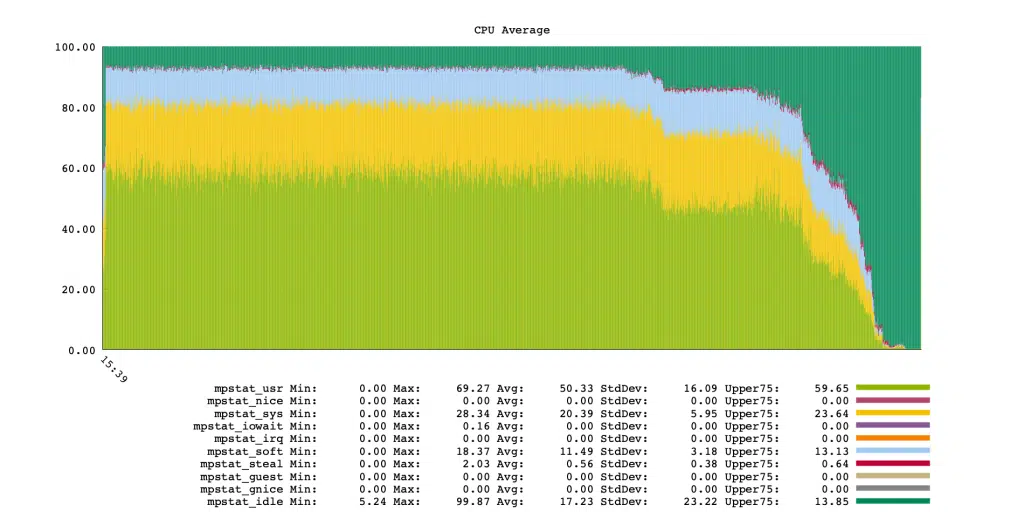 CPU Average
100.00
80.00
60.00
40.00
20.00
0.00
15:39
mpstat_usr Min: 0.00 Max: 69.27 Avg: 50.33 StdDev: 16.09 Upper75: 59.65
mpstat_nice Min: 0.00 Max: 0.00 Avg: 0.00 StdDev: 0.00 Upper75: 0.00
mpstat_sys Min: 0.00 Max: 28.34 Avg: 20.39 StdDev: 5.95 Upper75: 23.64
mpstat_iowait Min: 0.00 Max: 0.16 Avg: 0.00 StdDev: 0.00 Upper75: 0.00
mpstat_irq Min: 0.00 Max: 0.00 Avg: 0.00 StdDev: 0.00 Upper75: 0.00
mpstat_soft Min: 0.00 Max: 18.37 Avg: 11.49 StdDev: 3.18 Upper75: 13.13
mpstat_steal Min: 0.00 Max: 2.03 Avg: 0.56 StdDev: 0.38 Upper75: 0.64
mpstat_guest Min: 0.00 Max: 0.00 Avg: 0.00 StdDev: 0.00 Upper75: 0.00
mpstat_gnice Min: 0.00 Max: 0.00 Avg: 0.00 StdDev: 0.00 Upper75: 0.00
mpstat_idle Min: 5.24 Max: 99.87 Avg: 17.23 StdDev: 23.22 Upper75: 13.85